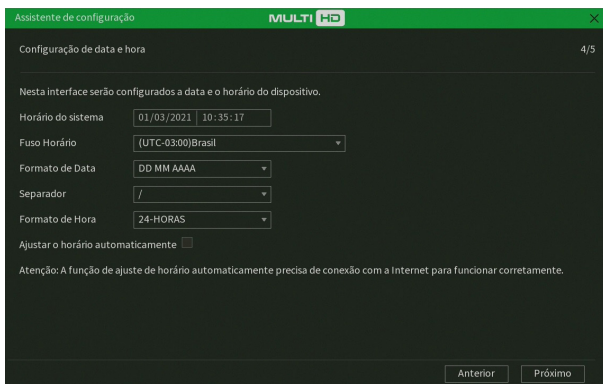 Assistente de configuração
MULTI HD
Configuração de data e hora
4/5
Nesta interface serão configurados a data e o horário do dispositivo.
Horário do sistema 01/03/2021 10:35:17
Fuso Horário (UTC-03:00)Brasil
Formato de Data DD MM AAAA
Separador /
Formato de Hora 24-HORAS
Ajustar o horário automaticamente
Atenção: A função de ajuste de horário automaticamente precisa de conexão com a Internet para funcionar corretamente.
Anterior Próximo